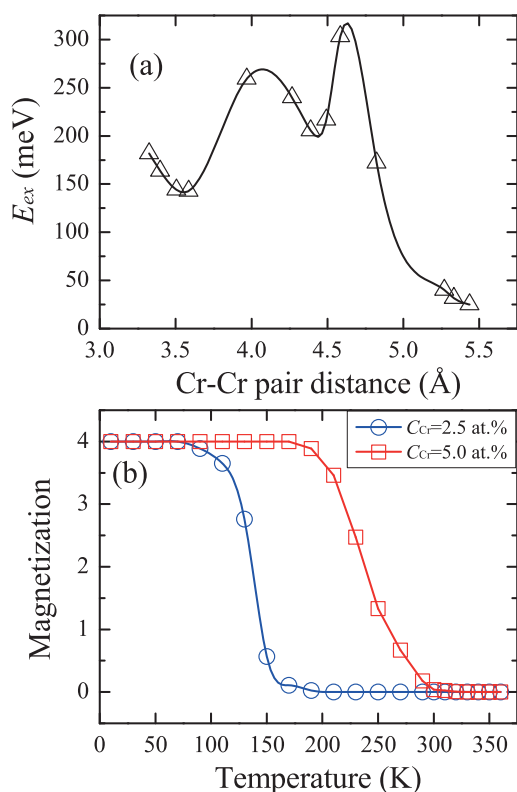 (a)
E_ex (meV)
300
250
200
150
100
50
0
3.0 3.5 4.0 4.5 5.0 5.5
Cr-Cr pair distance (Å)
(b)
C_Cr=2.5 at.%
C_Cr=5.0 at.%
Magnetization
4
3
2
1
0
0 50 100 150 200 250 300 350
Temperature (K)